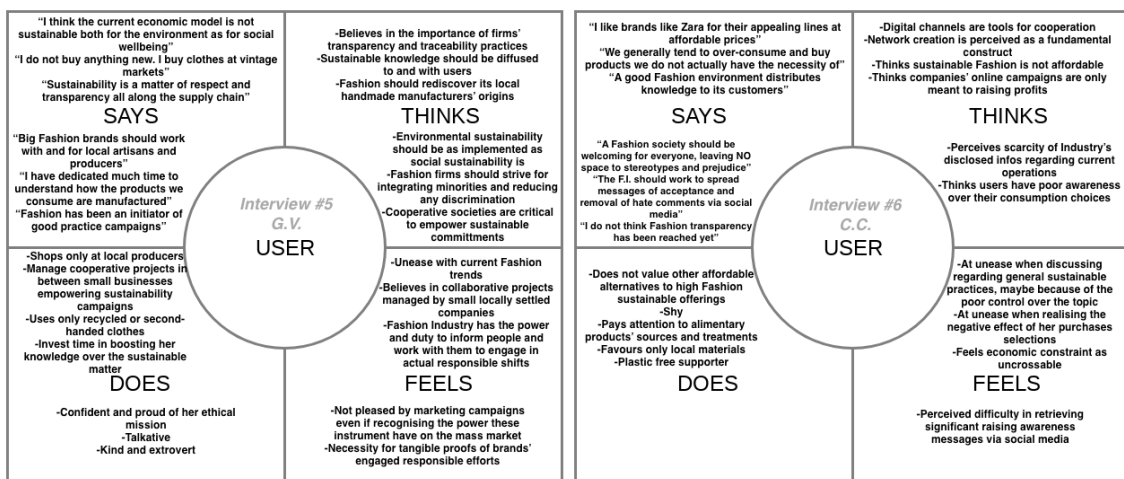 “I think the current economic model is not
sustainable both for the environment as for social
wellbeing”
“I do not buy anything new. I buy clothes at vintage
markets”
“Sustainability is a matter of respect and
transparency all along the supply chain”
SAYS
“Big Fashion brands should work
with and for local artisans and
producers”
“I have dedicated much time to
understand how the products we
consume are manufactured”
“Fashion has been an initiator of
good practice campaigns”
-Believes in the importance of firms’
transparency and traceability practices
-Sustainable knowledge should be diffused
to and with users
-Fashion should rediscover its local
handmade manufacturers’ origins
THINKS
-Environmental sustainability
should be as implemented as
social sustainability is
-Fashion firms should strive for
integrating minorities and reducing
any discrimination
-Cooperative societies are critical
to empower sustainable
committments
Interview #5
G.V.
USER
-Shops only at local producers
-Manage cooperative projects in
between small businesses
empowering sustainability
campaigns
-Uses only recycled or second-
handed clothes
-Invest time in boosting her
knowledge over the sustainable
matter
DOES
-Confident and proud of her ethical
mission
-Talkative
-Kind and extrovert
-Unease with current Fashion
trends
-Believes in collaborative projects
managed by small locally settled
companies
-Fashion Industry has the power
and duty to inform people and
work with them to engage in
actual responsible shifts
FEELS
-Not pleased by marketing campaigns
even if recognising the power these
instrument have on the mass market
-Necessity for tangible proofs of brands’
engaged responsible efforts
“I like brands like Zara for their appealing lines at
affordable prices”
“We generally tend to over-consume and buy
products we do not actually have the necessity of”
“A good Fashion environment distributes
knowledge to its customers”
SAYS
“A Fashion society should be
welcoming for everyone, leaving NO
space to stereotypes and prejudice”
“The F.I. should work to spread
messages of acceptance and
removal of hate comments via social
media”
“I do not think Fashion transparency
has been reached yet”
-Digital channels are tools for cooperation
-Network creation is perceived as a fundamental
construct
-Thinks sustainable Fashion is not affordable
-Thinks companies’ online campaigns are only
meant to raising profits
THINKS
-Perceives scarcity of Industry’s
disclosed infos regarding current
operations
-Thinks users have poor awareness
over their consumption choices
Interview #6
C.C.
USER
-Does not value other affordable
alternatives to high Fashion
sustainable offerings
-Shy
-Pays attention to alimentary
products’ sources and treatments
-Favours only local materials
-Plastic free supporter
DOES
-At unease when discussing
regarding general sustainable
practices, maybe because of the
poor control over the topic
-At unease when realising the
negative effect of her purchases
selections
-Feels economic constraint as
uncrossable
FEELS
-Perceived difficulty in retrieving
significant raising awareness
messages via social media